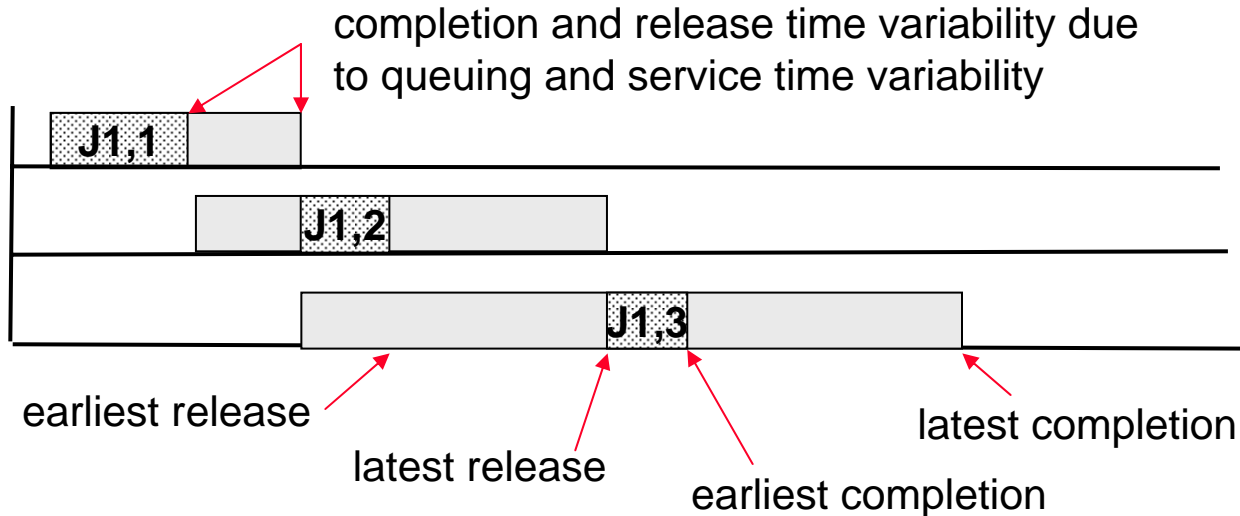 completion and release time variability due
to queuing and service time variability
J1,1
J1,2
J1,3
earliest release
latest completion
latest release
earliest completion